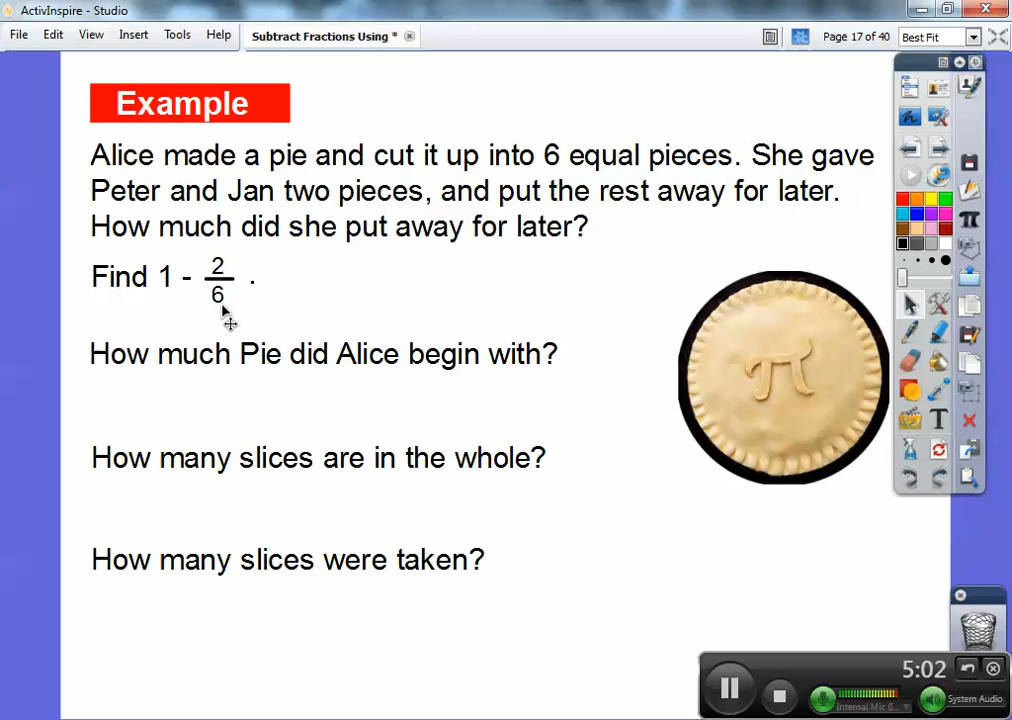 ActivInspire - Studio
File Edit View Insert Tools Help
Subtract Fractions Using *
Page 17 of 40
Best Fit
Example
Alice made a pie and cut it up into 6 equal pieces. She gave
Peter and Jan two pieces, and put the rest away for later.
How much did she put away for later?
Find 1 - 2/6 .
How much Pie did Alice begin with?
How many slices are in the whole?
How many slices were taken?
π
π
T
5:02
Internal Mic (I...
System Audio